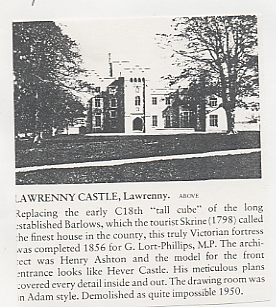 LAWRENNY CASTLE, Lawrenny. ABOVE
Replacing the early C18th “tall cube” of the long
established Barlows, which the tourist Skrine (1798) called
the finest house in the county, this truly Victorian fortress
was completed 1856 for G. Lort-Phillips, M.P. The archi-
tect was Henry Ashton and the model for the front
entrance looks like Hever Castle. His meticulous plans
covered every detail inside and out. The drawing room was
in Adam style. Demolished as quite impossible 1950.